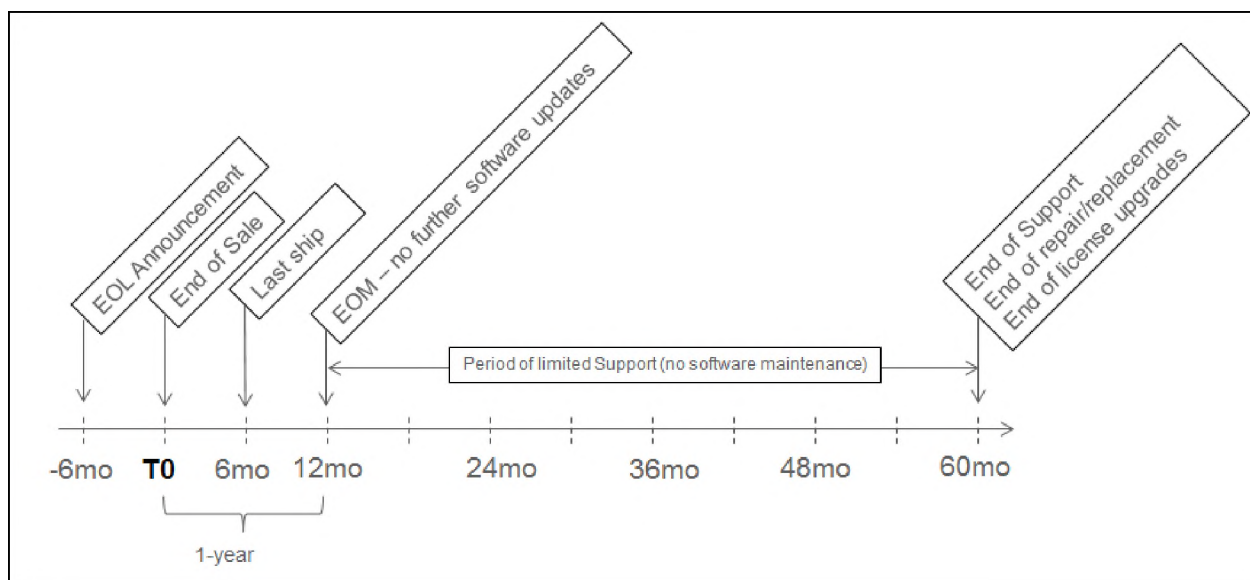 EOL Announcement
End of Sale
Last ship
EOM – no further software updates
End of Support
End of repair/replacement
End of license upgrades
Period of limited Support (no software maintenance)
-6mo
T0
6mo
12mo
24mo
36mo
48mo
60mo
1-year